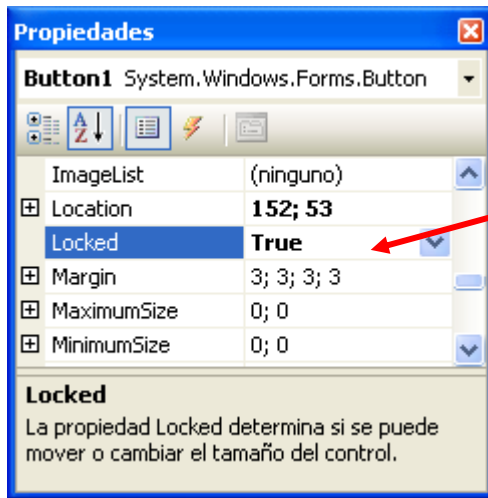 Propiedades
Button1 System.Windows.Forms.Button
ImageList (ninguno)
Location 152; 53
Locked True
Margin 3; 3; 3; 3
MaximumSize 0; 0
MinimumSize 0; 0
Locked
La propiedad Locked determina si se puede
mover o cambiar el tamaño del control.